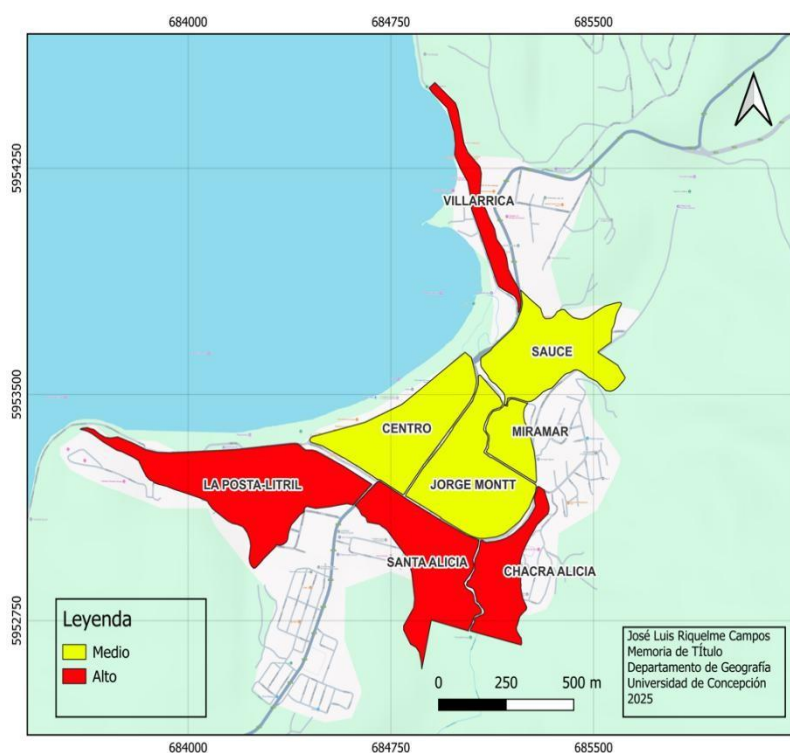 684000 684750 685500
5954250
VILLARRICA
SAUCE
5953500
CENTRO
MIRAMAR
LA POSTA-LITRIL
JORGE MONTT
SANTA ALICIA
CHACRA ALICIA
5952750
Leyenda
Medio
Alto
0 250 500 m
José Luis Riquelme Campos
Memoria de Título
Departamento de Geografía
Universidad de Concepción
2025
684000 684750 685500